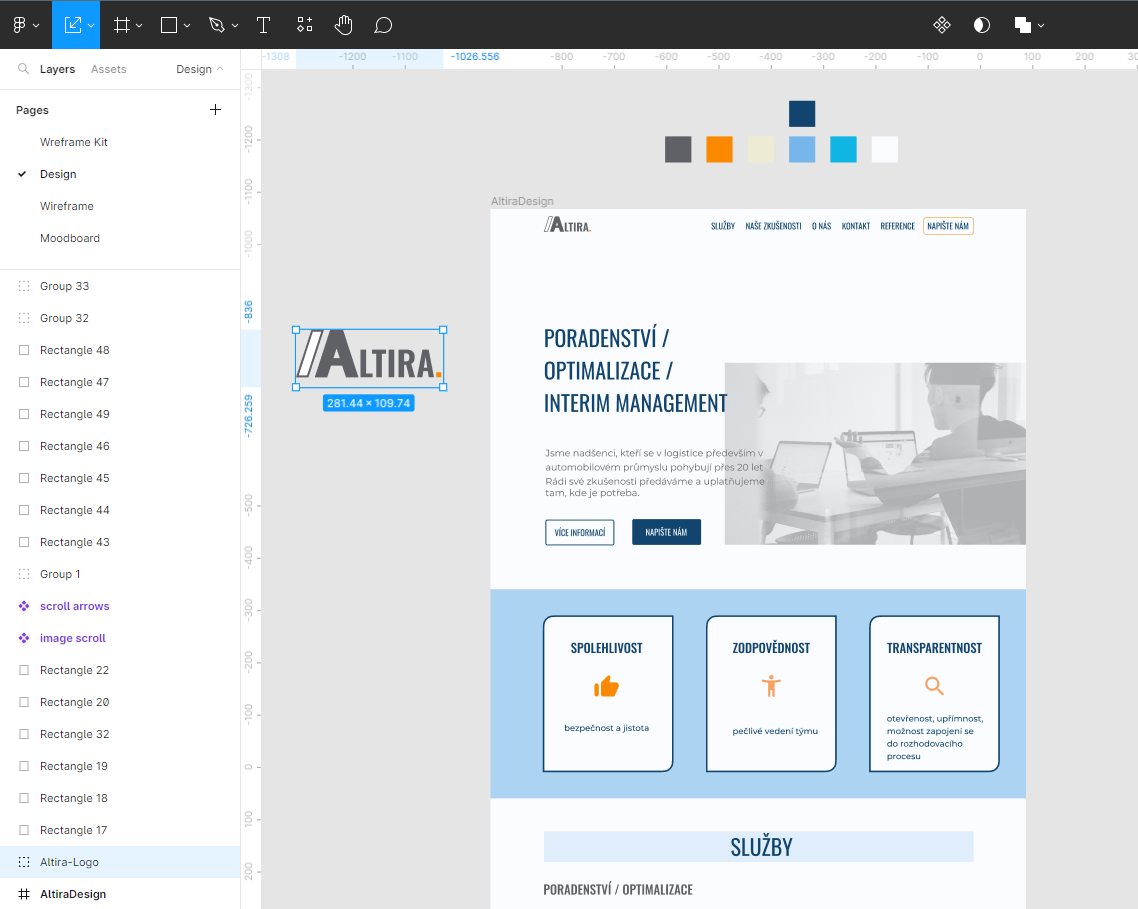 Layers Assets Design
-1308 -1200 -1100 -1026.556 -800 -700 -600 -500 -400 -300 -200 -100 0 100 200
Pages
Wreframe Kit
Design
Wireframe
Moodboard
Group 33
Group 32
Rectangle 48
Rectangle 47
Rectangle 49
Rectangle 46
Rectangle 45
Rectangle 44
Rectangle 43
Group 1
scroll arrows
image scroll
Rectangle 22
Rectangle 20
Rectangle 32
Rectangle 19
Rectangle 18
Rectangle 17
Altira-Logo
AltiraDesign
-1300
-1200
-1100
-1000
-836
-726.259
-500
-400
-300
-200
-100
0
100
200
ALTIRA.
281.44 × 109.74
AltiraDesign
ALTIRA. SLUŽBY NAŠE ZKUŠENOSTI O NÁS KONTAKT REFERENCE NAPIŠTE NÁM
PORADENSTVÍ /
OPTIMALIZACE /
INTERIM MANAGEMENT
Jsme nadšenci, kteří se v logistice především v
automobilovém průmyslu pohybují přes 20 let
Rádi své zkušenosti předáváme a uplatňujeme
tam, kde je potřeba.
VÍCE INFORMACÍ NAPIŠTE NÁM
SPOLEHLIVOST
bezpečnost a jistota
ZODPOVĚDNOST
pečlivé vedení týmu
TRANSPARENTNOST
otevřenost, upřímnost,
možnost zapojení se
do rozhodovacího
procesu
SLUŽBY
PORADENSTVÍ / OPTIMALIZACE